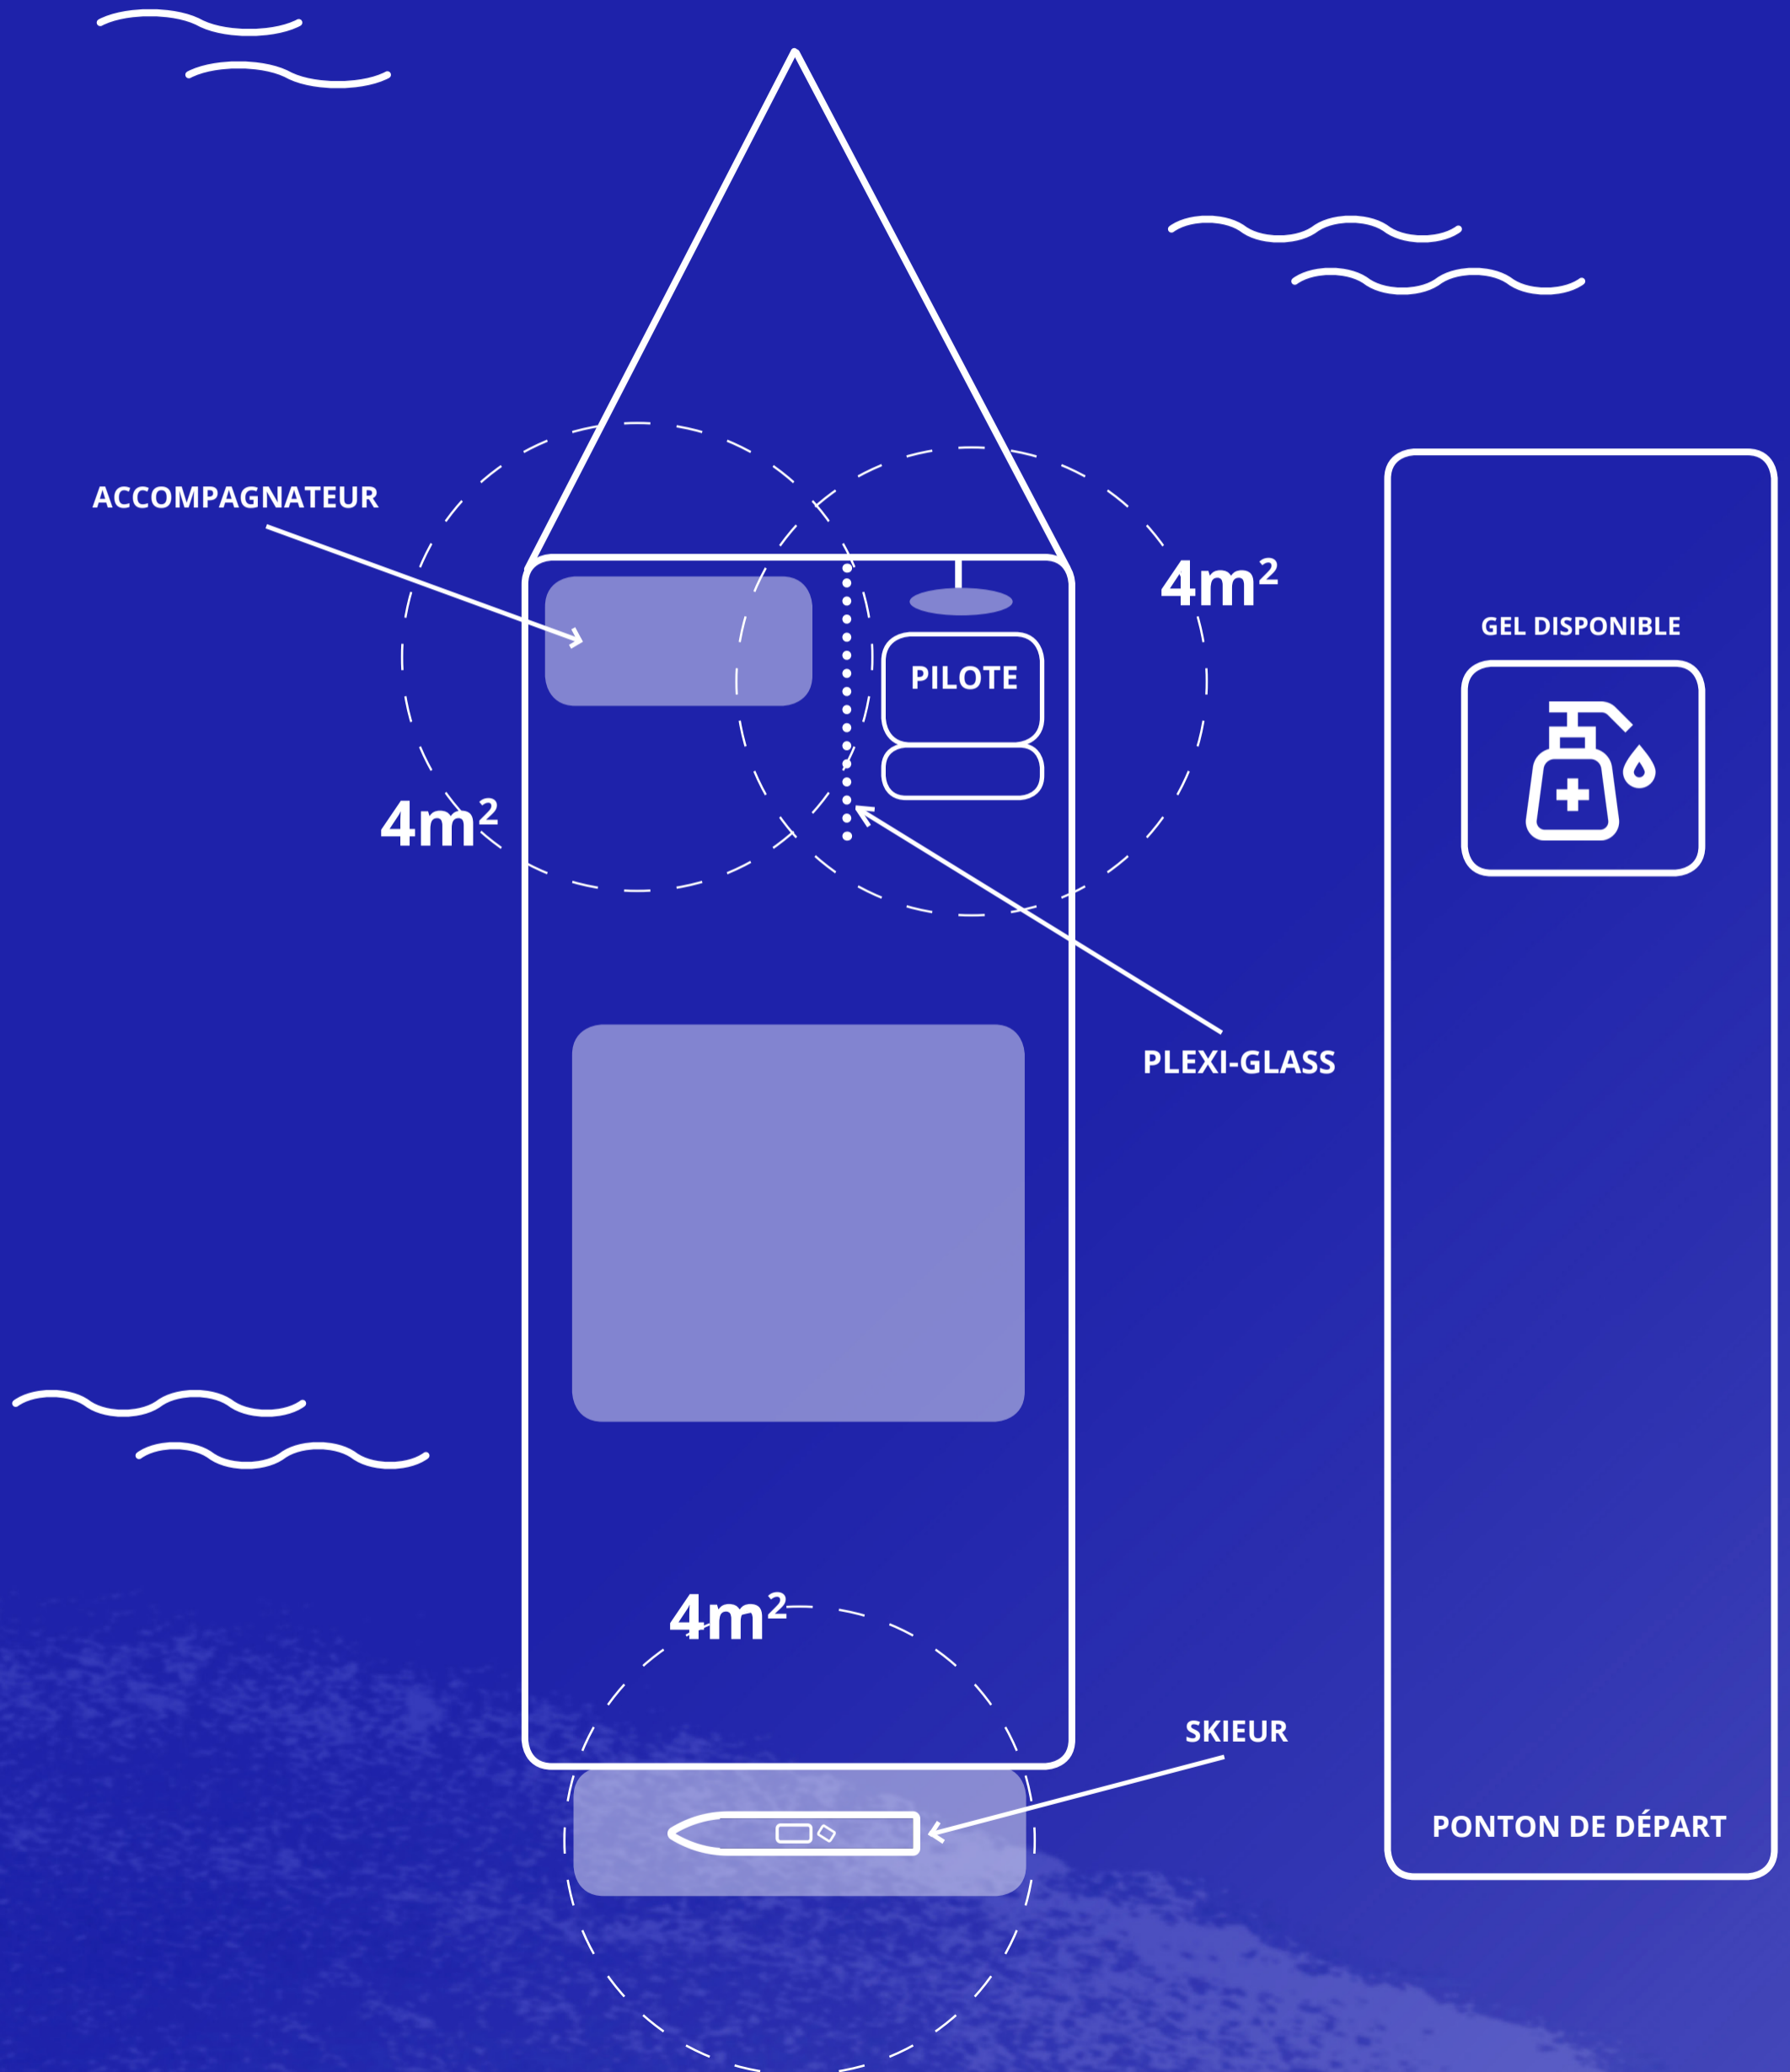 ACCOMPAGNATEUR
4m²
GEL DISPONIBLE
PILOTE
4m²
PLEXI-GLASS
4m²
SKIEUR
PONTON DE DÉPART